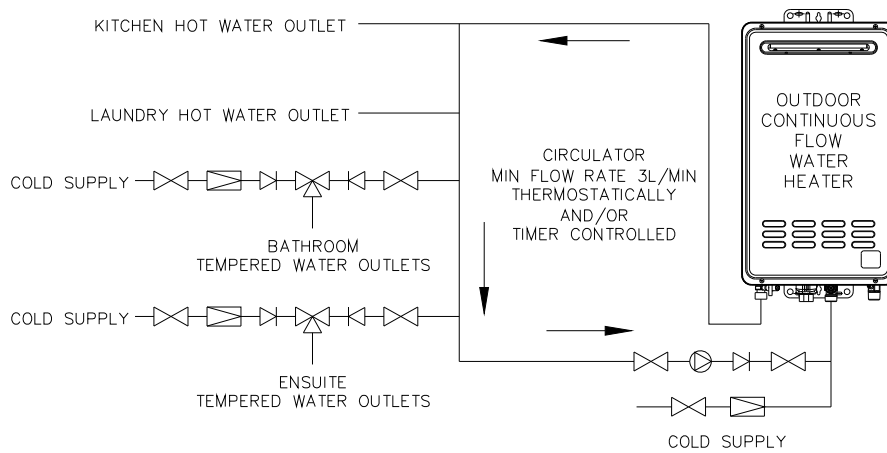 KITCHEN HOT WATER OUTLET
LAUNDRY HOT WATER OUTLET
COLD SUPPLY
BATHROOM
TEMPERED WATER OUTLETS
COLD SUPPLY
ENSUITE
TEMPERED WATER OUTLETS
CIRCULATOR
MIN FLOW RATE 3L/MIN
THERMOSTATICALLY
AND/OR
TIMER CONTROLLED
OUTDOOR
CONTINUOUS
FLOW
WATER
HEATER
COLD SUPPLY